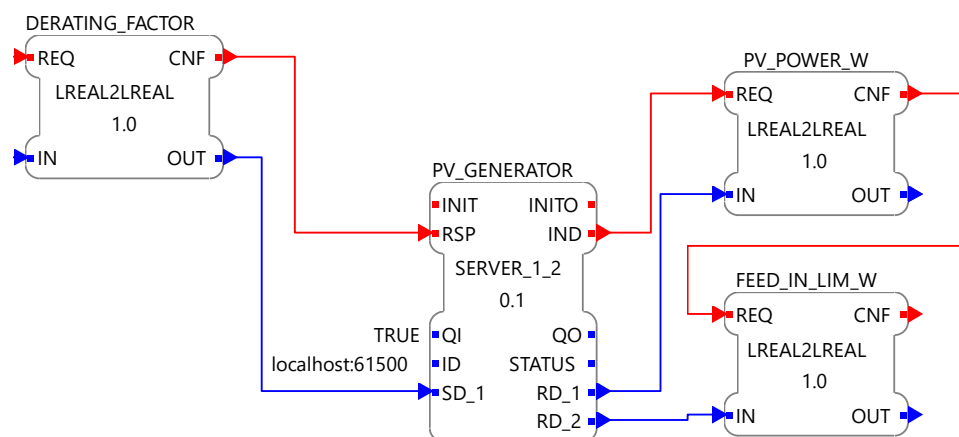 DERATING_FACTOR
REQ CNF
LREAL2LREAL
1.0
IN OUT
PV_GENERATOR
INIT INITO
RSP IND
SERVER_1_2
0.1
TRUE QI QO
localhost:61500 ID STATUS
SD_1 RD_1
RD_2
PV_POWER_W
REQ CNF
LREAL2LREAL
1.0
IN OUT
FEED_IN_LIM_W
REQ CNF
LREAL2LREAL
1.0
IN OUT